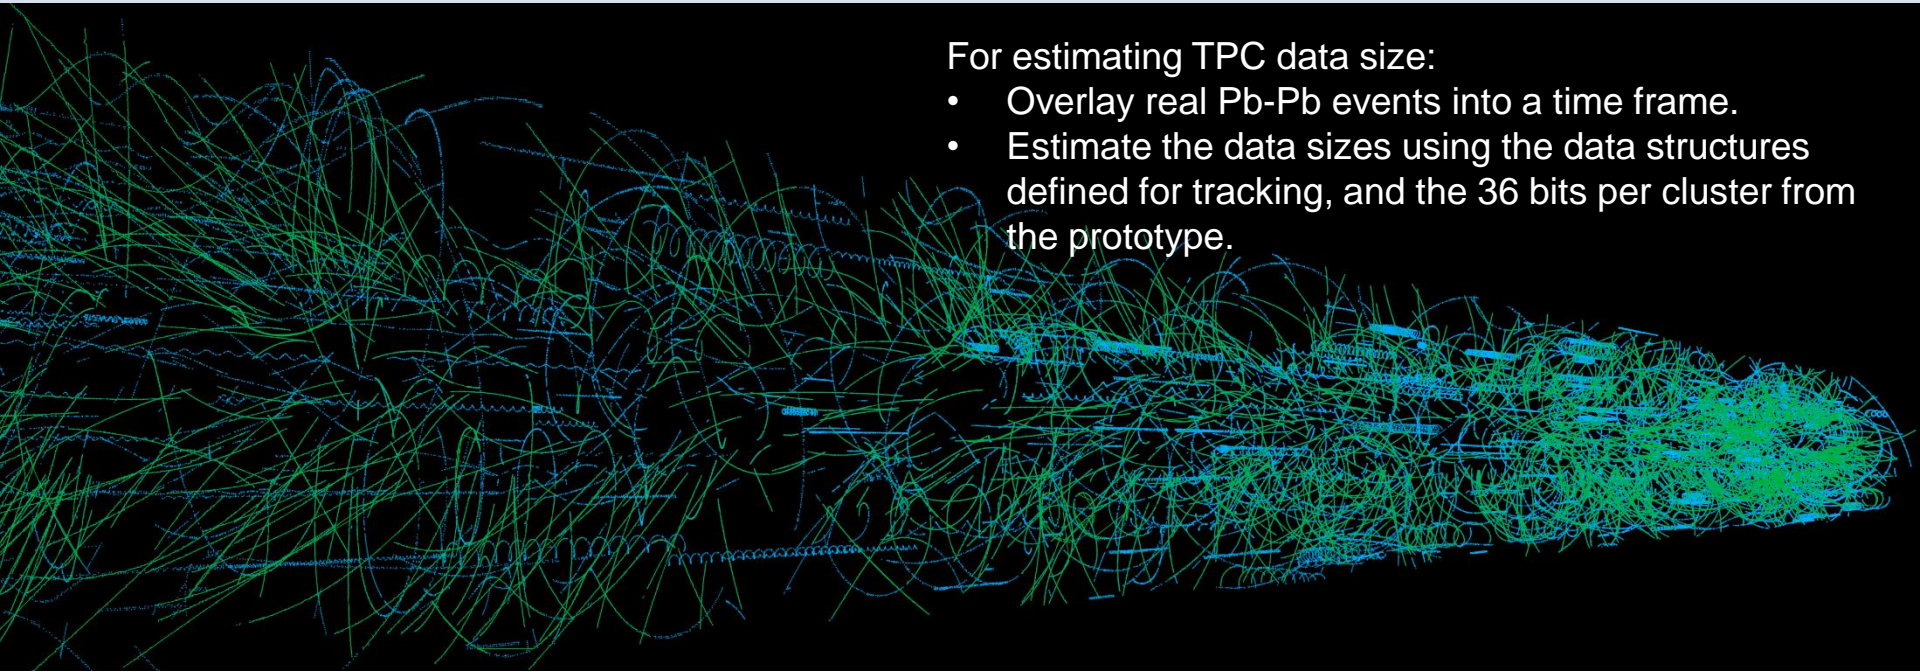 For estimating TPC data size:
• Overlay real Pb-Pb events into a time frame.
• Estimate the data sizes using the data structures
defined for tracking, and the 36 bits per cluster from
the prototype.